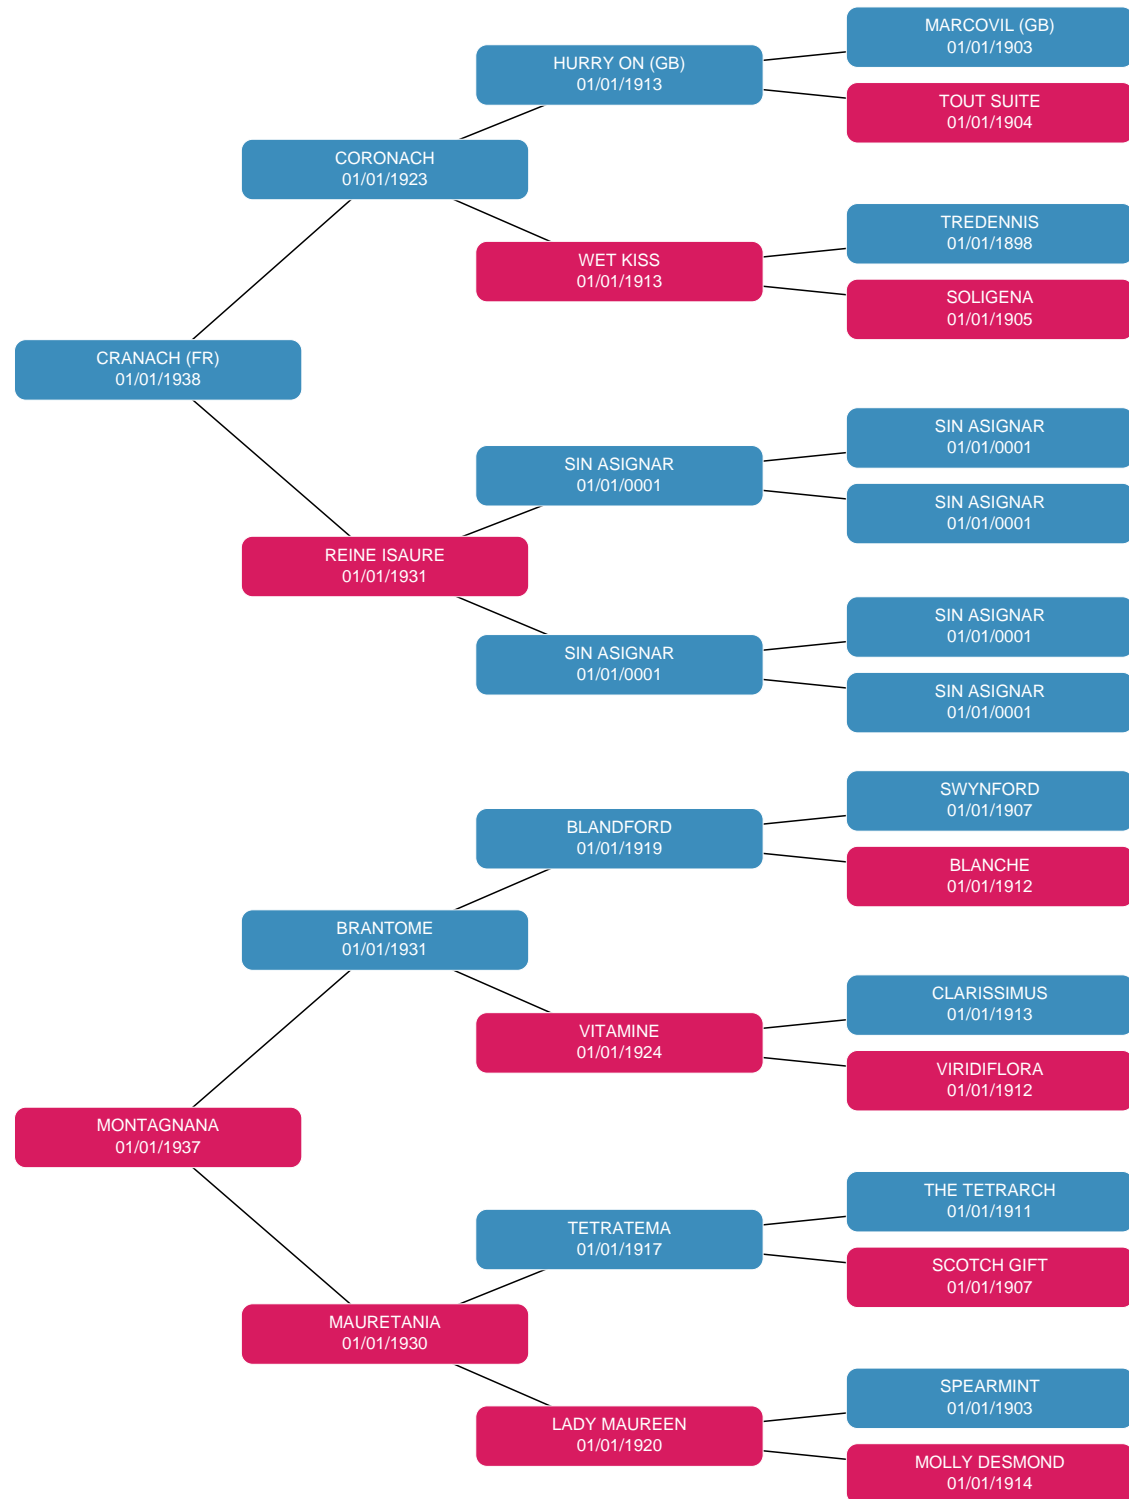 MARCOVIL (GB)
01/01/1903
HURRY ON (GB)
01/01/1913
TOUT SUITE
01/01/1904
CORONACH
01/01/1923
TREDENNIS
01/01/1898
WET KISS
01/01/1913
SOLIGENA
01/01/1905
CRANACH (FR)
01/01/1938
SIN ASIGNAR
01/01/0001
SIN ASIGNAR
01/01/0001
SIN ASIGNAR
01/01/0001
REINE ISAURE
01/01/1931
SIN ASIGNAR
01/01/0001
SIN ASIGNAR
01/01/0001
SIN ASIGNAR
01/01/0001
SWYNFORD
01/01/1907
BLANDFORD
01/01/1919
BLANCHE
01/01/1912
BRANTOME
01/01/1931
CLARISSIMUS
01/01/1913
VITAMINE
01/01/1924
VIRIDIFLORA
01/01/1912
MONTAGNANA
01/01/1937
THE TETRARCH
01/01/1911
TETRATEMA
01/01/1917
SCOTCH GIFT
01/01/1907
MAURETANIA
01/01/1930
SPEARMINT
01/01/1903
LADY MAUREEN
01/01/1920
MOLLY DESMOND
01/01/1914